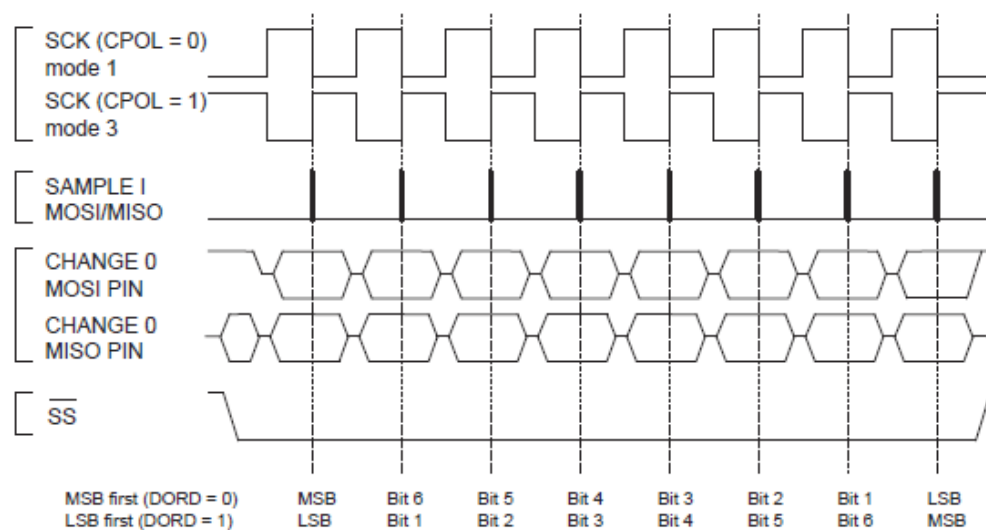 SCK (CPOL = 0)
mode 1
SCK (CPOL = 1)
mode 3
SAMPLE I
MOSI/MISO
CHANGE 0
MOSI PIN
CHANGE 0
MISO PIN
SS
MSB first (DORD = 0) MSB Bit 6 Bit 5 Bit 4 Bit 3 Bit 2 Bit 1 LSB
LSB first (DORD = 1) LSB Bit 1 Bit 2 Bit 3 Bit 4 Bit 5 Bit 6 MSB